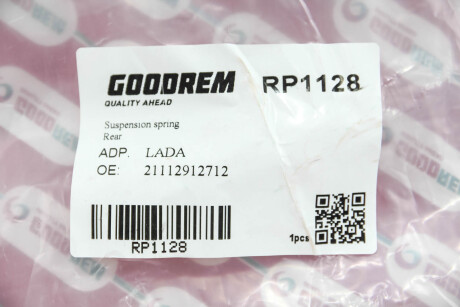 GOODREM
QUALITY AHEAD
RP1128
Suspension spring
Rear
ADP. LADA
OE: 21112912712
RP1128
1pcs